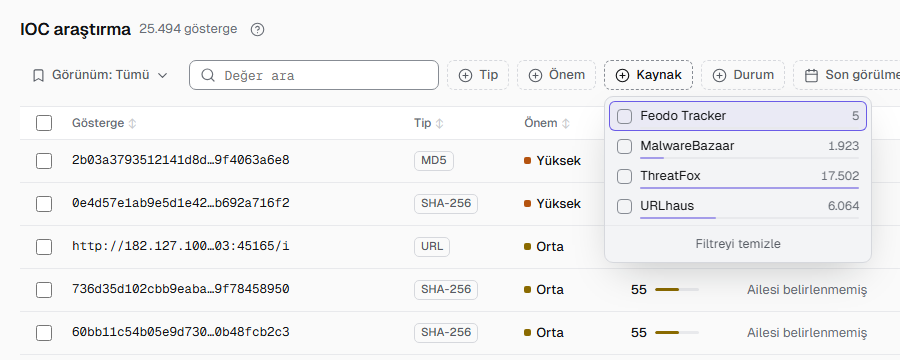 IOC araştırma 25.494 gösterge
Görünüm: Tümü Değer ara Tip Önem Kaynak Durum Son görülme
Gösterge Tip Önem
Feodo Tracker 5
MalwareBazaar 1.923
ThreatFox 17.502
URLhaus 6.064
Filtreyi temizle
2b03a3793512141d8d…9f4063a6e8 MD5 Yüksek
0e4d57e1ab9e5d1e42…b692a716f2 SHA-256 Yüksek
http://182.127.100…03:45165/i URL Orta
736d35d102cbb9eaba…9f78458950 SHA-256 Orta 55 Ailesi belirlenmemiş
60bb11c54b05e9d730…0b48fcb2c3 SHA-256 Orta 55 Ailesi belirlenmemiş